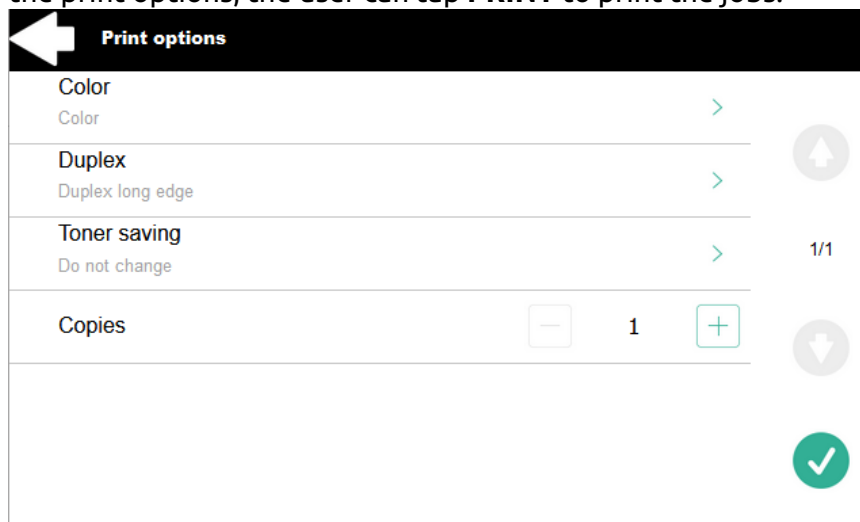 the print options, the user can tap PRINT to print the jobs.
Print options
Color
Color
Duplex
Duplex long edge
Toner saving
Do not change
1/1
Copies
1